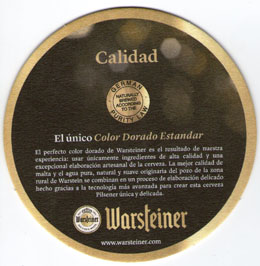 Calidad
GERMAN
NATURALLY
BREWED
ACCORDING
TO THE
PURITY LAW
El único Color Dorado Estandar
El perfecto color dorado de Warsteiner es el resultado de nuestra
experiencia: usar únicamente ingredientes de alta calidad y una
excepcional elaboración artesanal de la cerveza. La mejor calidad de
malta y el agua pura, natural y suave originaria del pozo de la zona
rural de Warstein se combinan en un proceso de elaboración delicado
hecho gracias a la tecnología más avanzada para crear esta cerveza
Pilsener única y delicada.
Warsteiner
Warsteiner
www.warsteiner.com